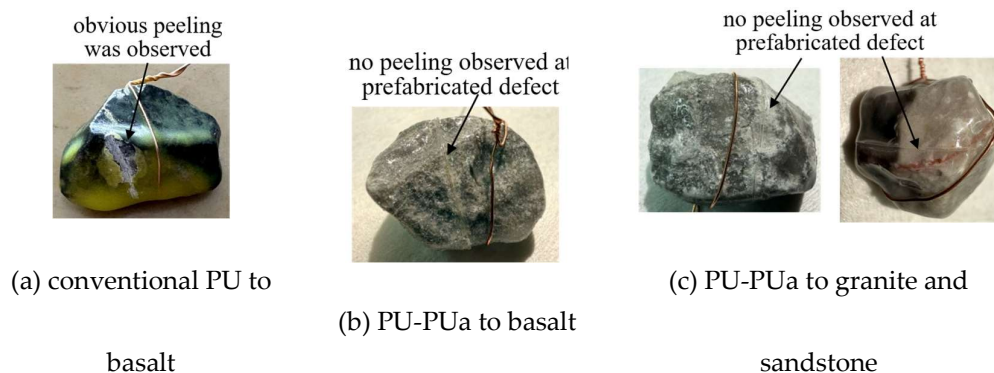 obvious peeling
was observed
no peeling observed at
prefabricated defect
no peeling observed at
prefabricated defect
(a) conventional PU to
basalt
(b) PU-PUa to basalt
(c) PU-PUa to granite and
sandstone